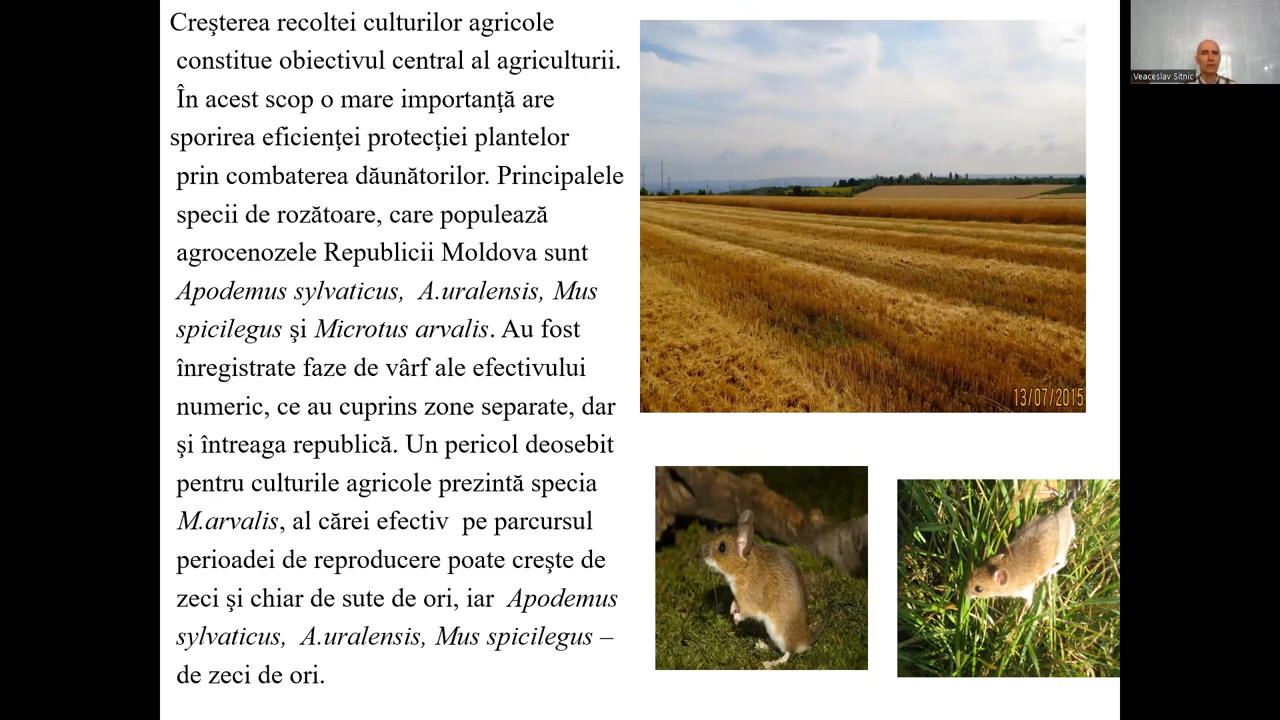 Creşterea recoltei culturilor agricole
constitue obiectivul central al agriculturii.
În acest scop o mare importanţă are
sporirea eficienţei protecţiei plantelor
prin combaterea dăunătorilor. Principalele
specii de rozătoare, care populează
agrocenozele Republicii Moldova sunt
Apodemus sylvaticus, A.uralensis, Mus
spicilegus şi Microtus arvalis. Au fost
înregistrate faze de vârf ale efectivului
numeric, ce au cuprins zone separate, dar
şi întreaga republică. Un pericol deosebit
pentru culturile agricole prezintă specia
M.arvalis, al cărei efectiv pe parcursul
perioadei de reproducere poate creşte de
zeci şi chiar de sute de ori, iar Apodemus
sylvaticus, A.uralensis, Mus spicilegus –
de zeci de ori.
13/07/2015
Veaceslav Sitnic